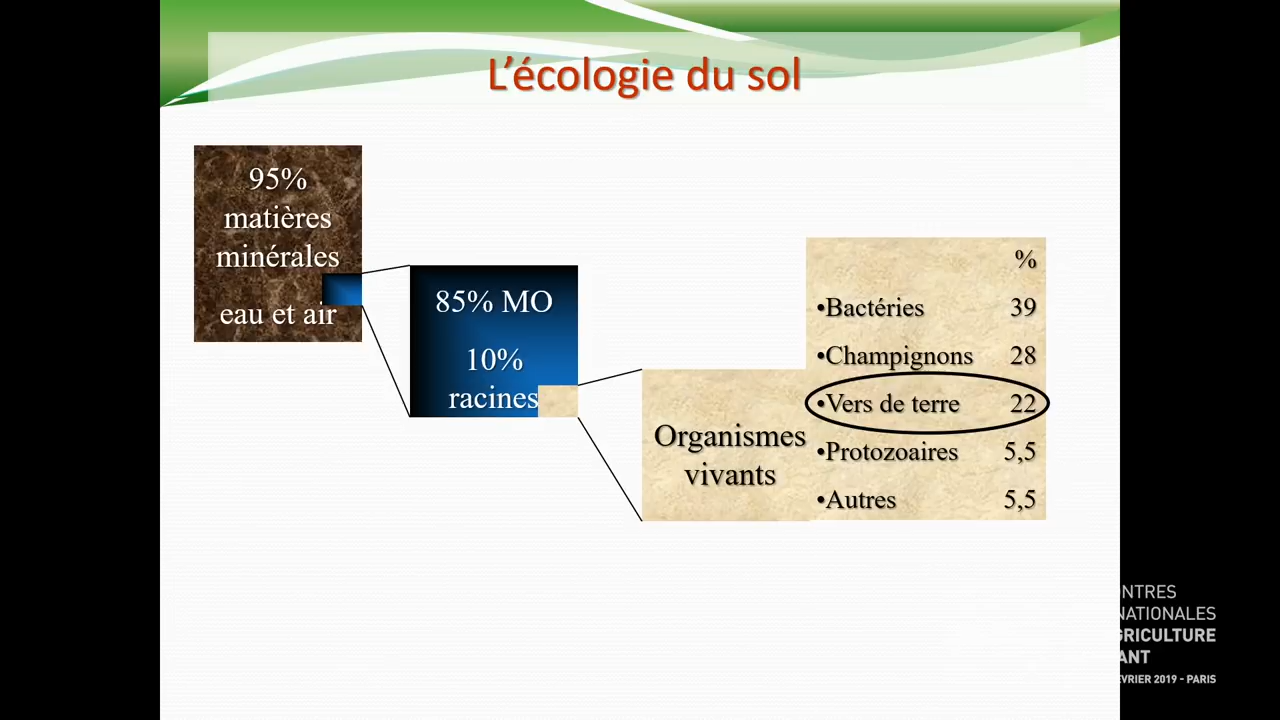 L'écologie du sol
95%
matières
minérales
eau et air
85% MO
10%
racines
Organismes
vivants
%
•Bactéries 39
•Champignons 28
•Vers de terre 22
•Protozoaires 5,5
•Autres 5,5
NTRES
NATIONALES
GRICULTURE
ANT
VRIER 2019 - PARIS